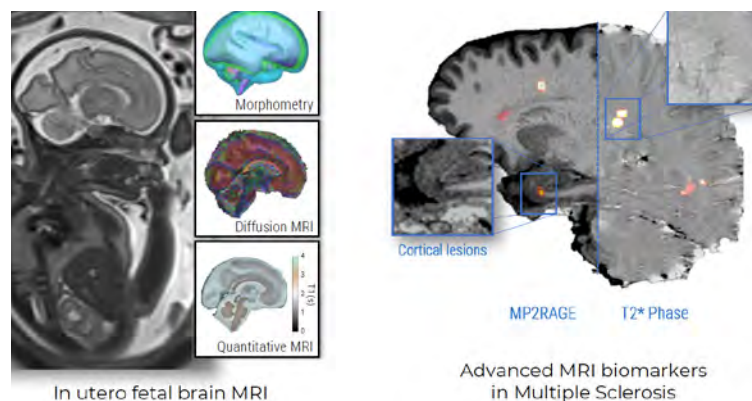 Morphometry
Diffusion MRI
4
3
2
1
0
T1 (s)
Quantitative MRI
In utero fetal brain MRI
Cortical lesions
MP2RAGE
T2* Phase
Advanced MRI biomarkers
in Multiple Sclerosis